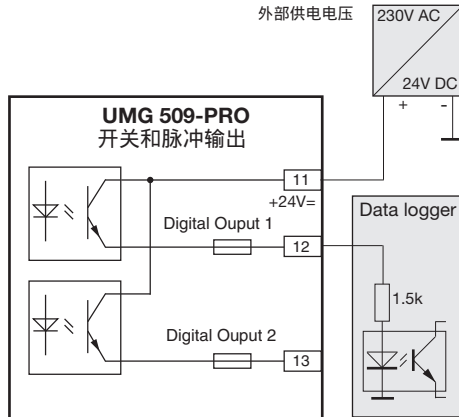 外部供电电压
230V AC
24V DC
+ -
UMG 509-PRO
开关和脉冲输出
11
+24V=
Data logger
Digital Ouput 1
12
1.5k
Digital Ouput 2
13